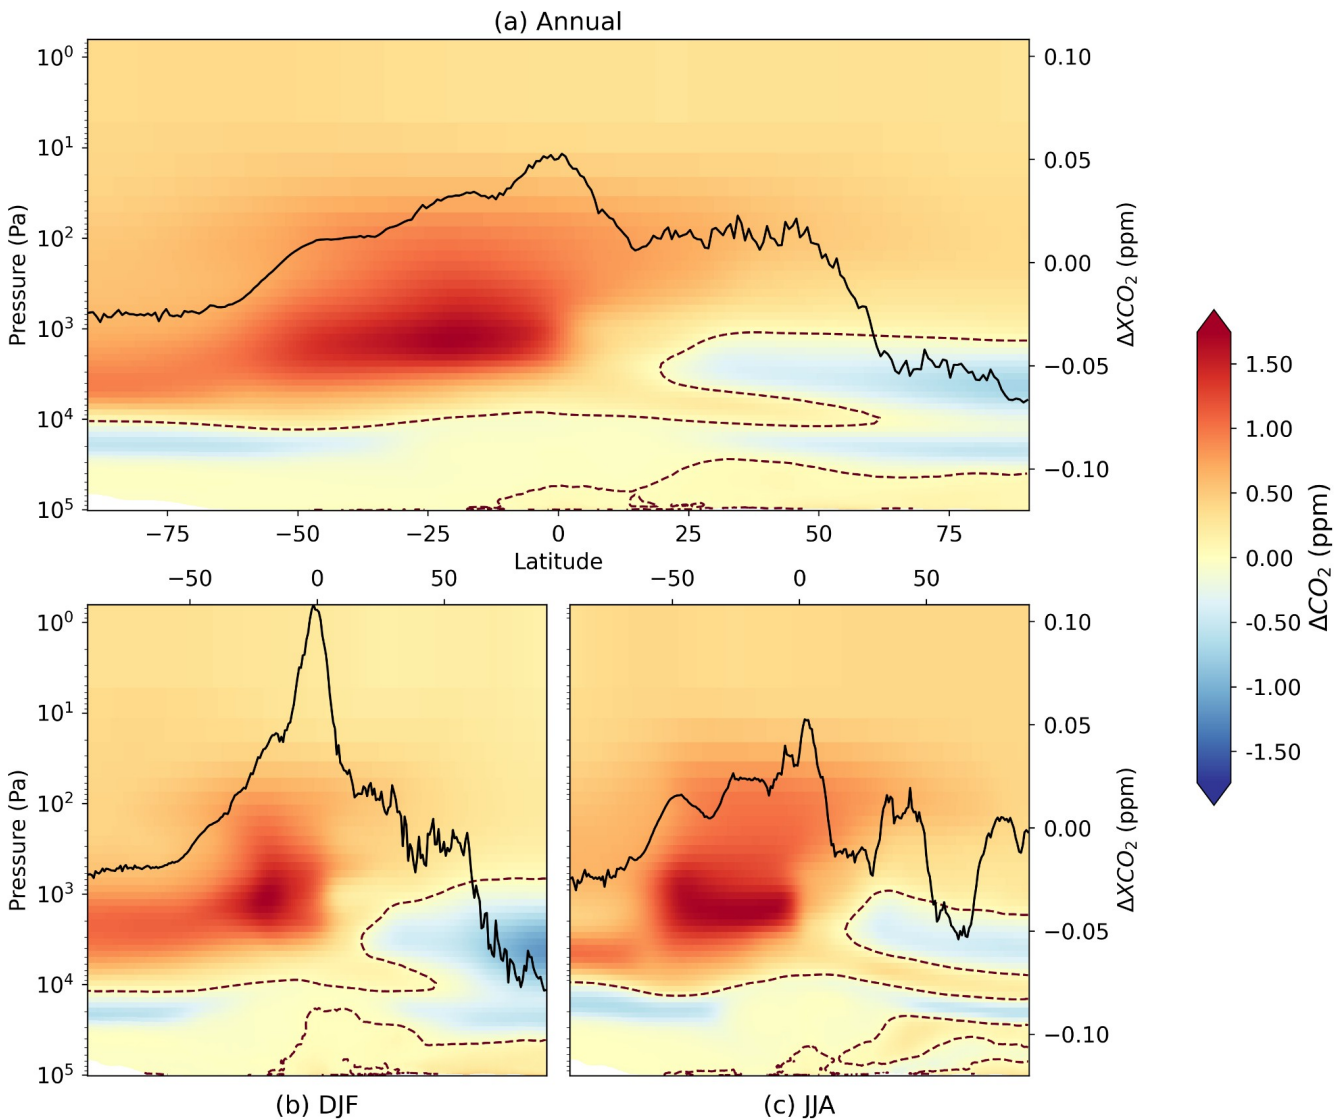 (a) Annual
10⁰
10¹
10²
10³
10⁴
10⁵
Pressure (Pa)
0.10
0.05
0.00
−0.05
−0.10
ΔXCO₂ (ppm)
−75 −50 −25 0 25 50 75
Latitude
−50 0 50
−50 0 50
10⁰
10¹
10²
10³
10⁴
10⁵
Pressure (Pa)
0.10
0.05
0.00
−0.05
−0.10
ΔXCO₂ (ppm)
(b) DJF
(c) JJA
1.50
1.00
0.50
0.00
-0.50
-1.00
-1.50
ΔCO₂ (ppm)